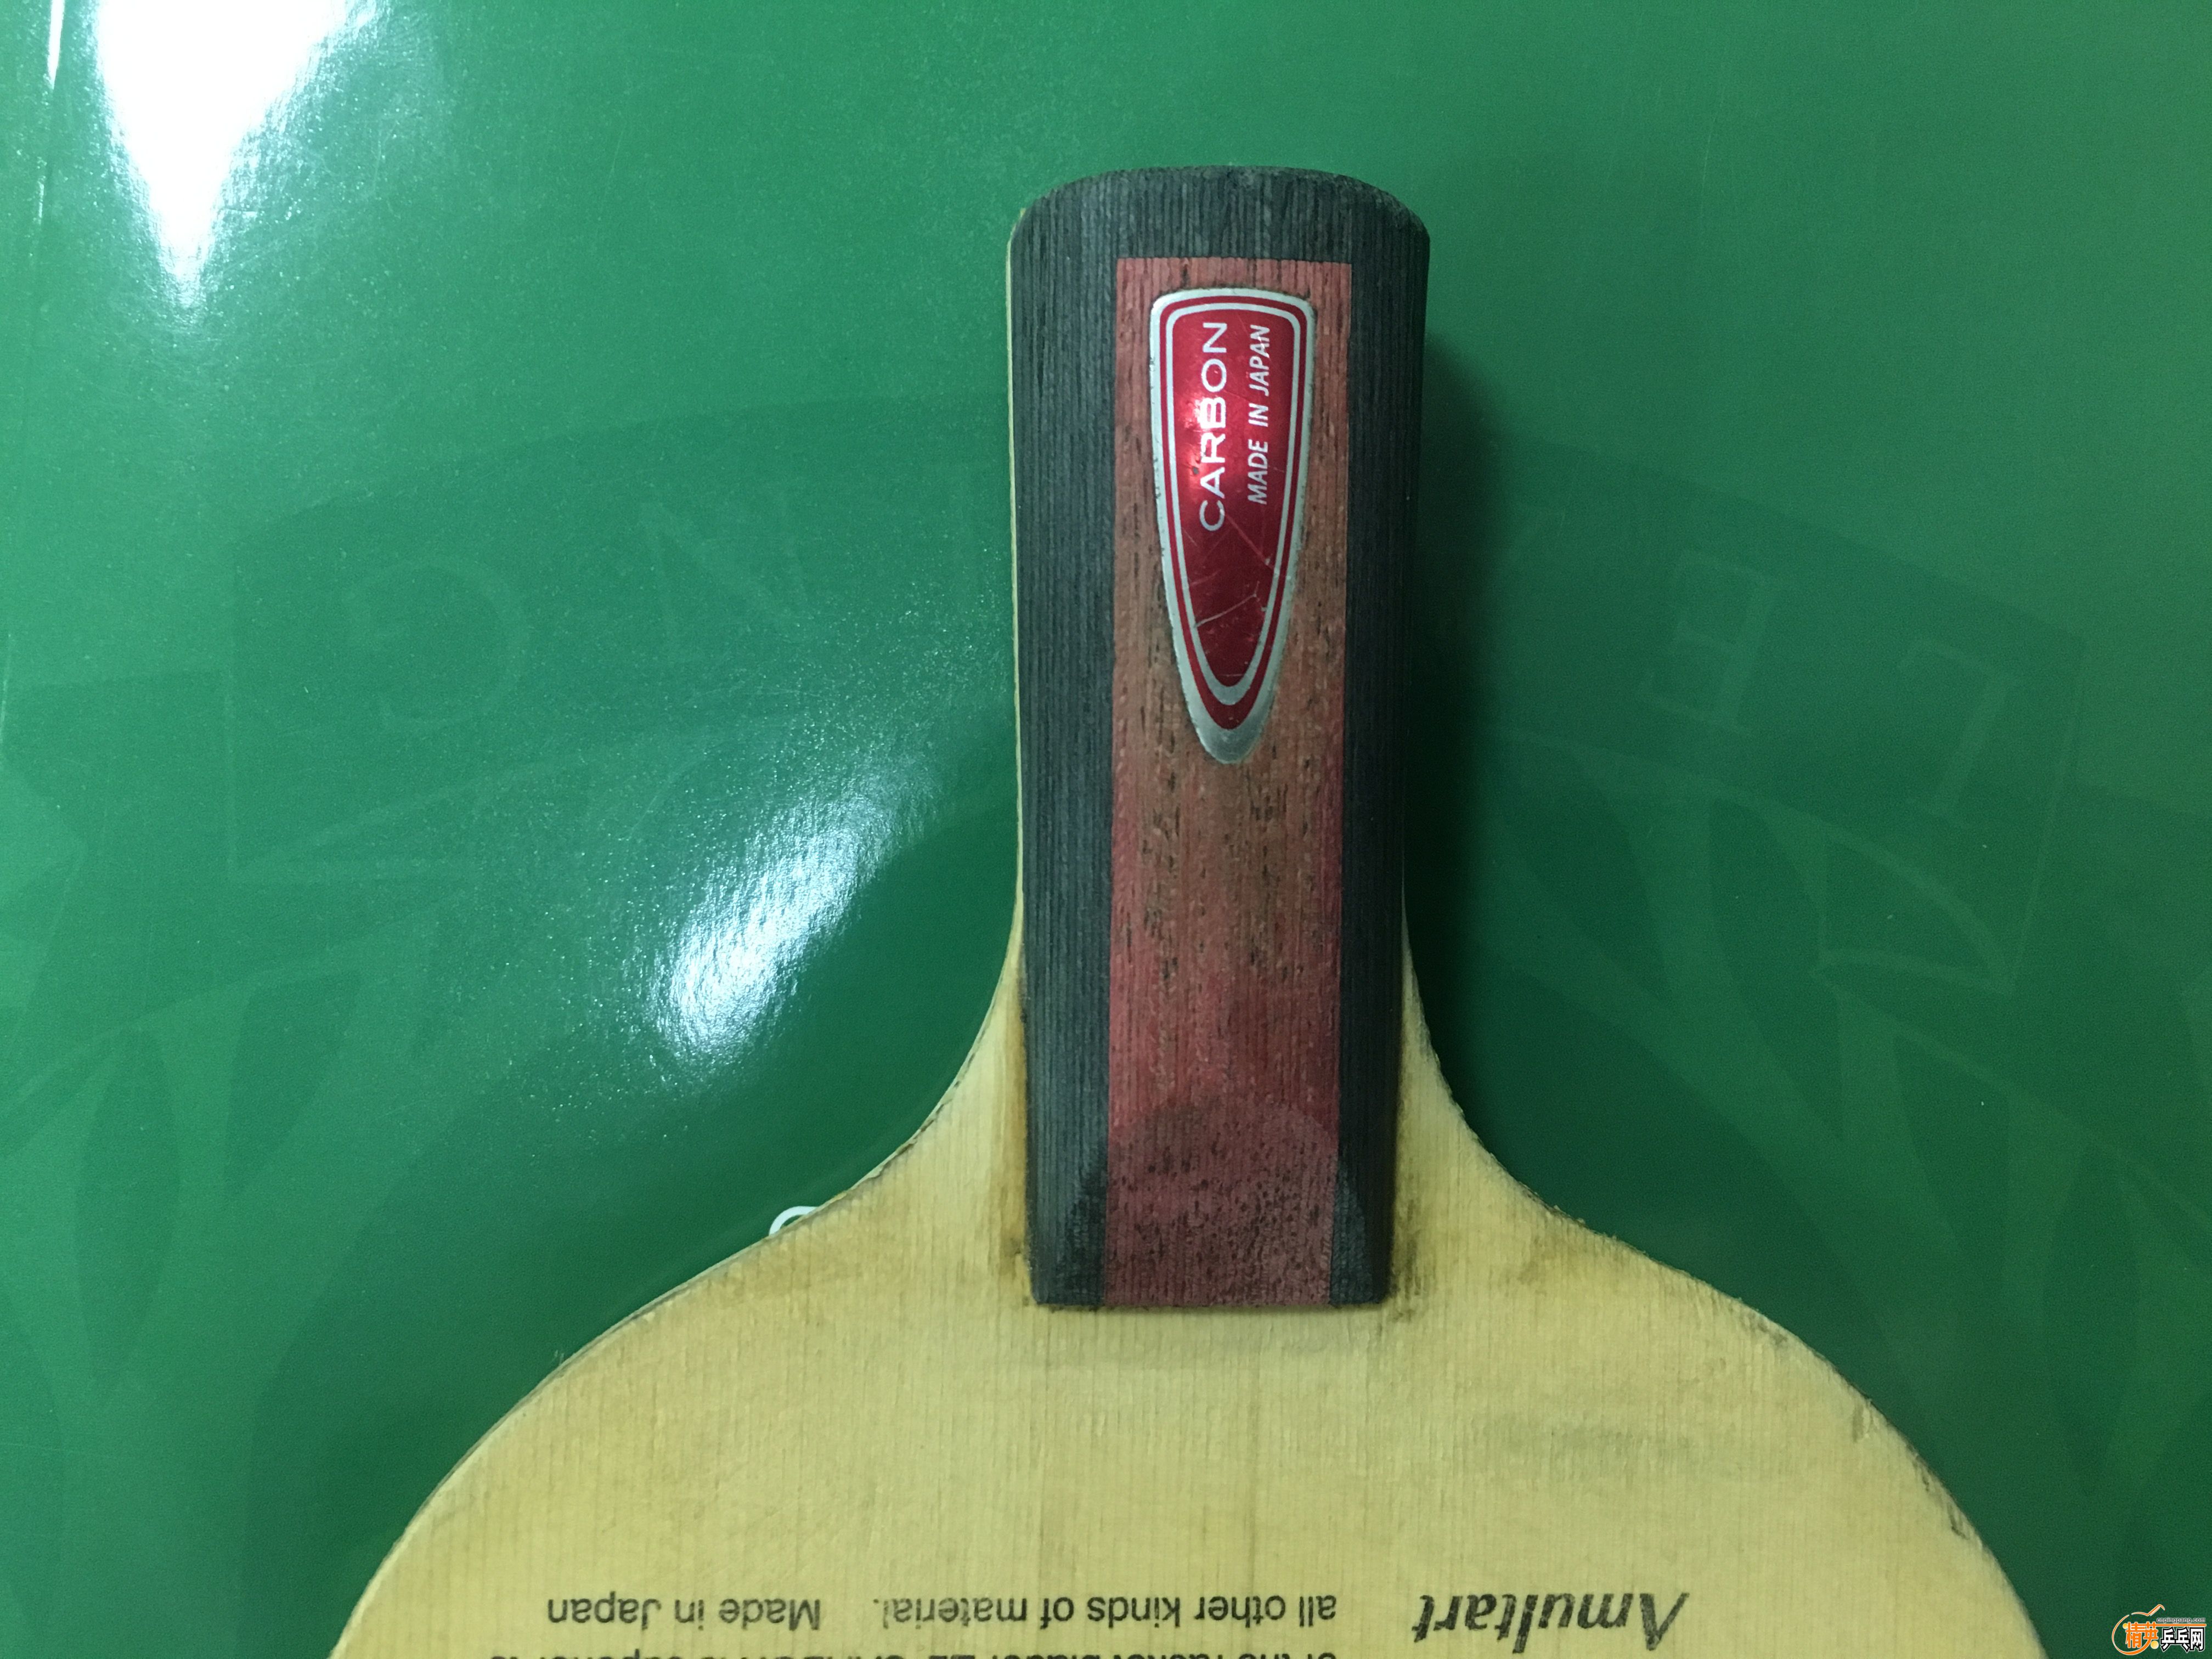 CARBON
MADE IN JAPAN
Amultart
all other kinds of material. Made in Japan
精英乒乓网